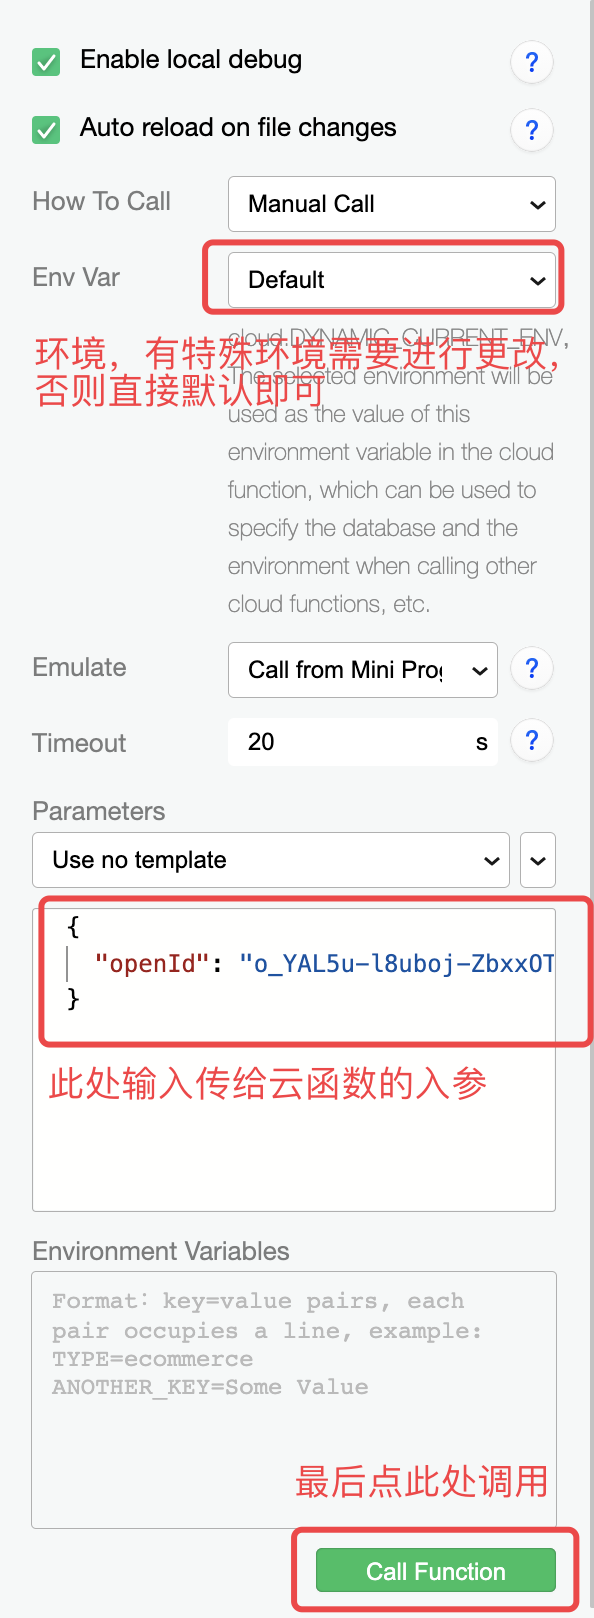 Enable local debug
?
Auto reload on file changes
?
How To Call
Manual Call
Env Var
Default
cloud.DYNAMIC_CURRENT_ENV,
环境，有特殊环境需要进行更改，
The selected environment will be
否则直接默认即可
used as the value of this
environment variable in the cloud
function, which can be used to
specify the database and the
environment when calling other
cloud functions, etc.
Emulate
Call from Mini Prog
?
Timeout
20
s
?
Parameters
Use no template
{
"openId": "o_YAL5u-l8uboj-ZbxxOT
}
此处输入传给云函数的入参
Environment Variables
Format: key=value pairs, each
pair occupies a line, example:
TYPE=ecommerce
ANOTHER_KEY=Some Value
最后点此处调用
Call Function